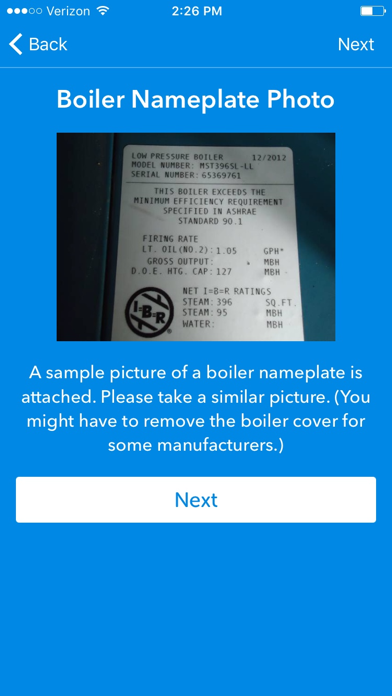 Verizon 2:26 PM
Back Next
Boiler Nameplate Photo
LOW PRESSURE BOILER 12/2012
MODEL NUMBER: MST396SL-LL
SERIAL NUMBER: 65369761
THIS BOILER EXCEEDS THE
MINIMUM EFFICIENCY REQUIREMENT
SPECIFIED IN ASHRAE
STANDARD 90.1
FIRING RATE
LT. OIL(NO.2): 1.05 GPH*
GROSS OUTPUT: MBH
D.O.E. HTG. CAP: 127 MBH
NET I=B=R RATINGS
STEAM: 396 SQ.FT.
STEAM: 95 MBH
WATER: MBH
I=B=R
A sample picture of a boiler nameplate is
attached. Please take a similar picture. (You
might have to remove the boiler cover for
some manufacturers.)
Next